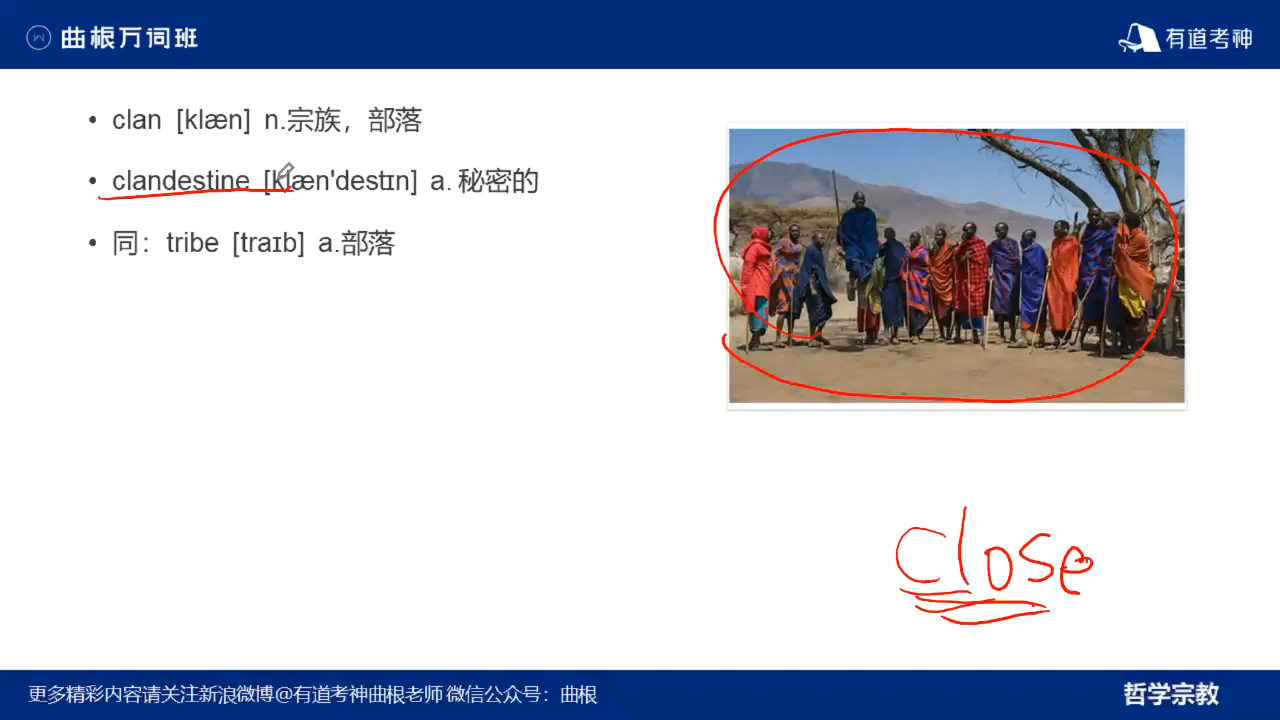 曲根万词班
有道考神
• clan [klæn] n.宗族，部落
• clandestine [klæn'destɪn] a. 秘密的
• 同：tribe [traɪb] a.部落
close
更多精彩内容请关注新浪微博@有道考神曲根老师 微信公众号：曲根
哲学宗教